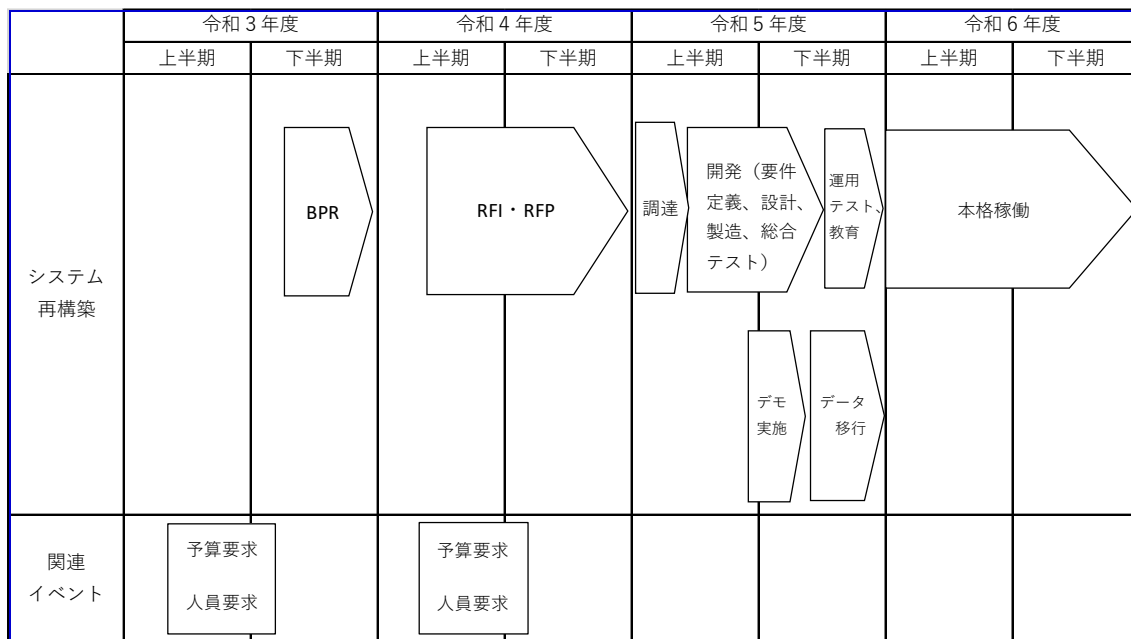 令和３年度
令和４年度
令和５年度
令和６年度
上半期
下半期
上半期
下半期
上半期
下半期
上半期
下半期
システム
再構築
BPR
RFI・RFP
調達
開発（要件
定義、設計、
製造、総合
テスト）
運用
テスト、
教育
本格稼働
デモ
実施
データ
移行
関連
イベント
予算要求
人員要求
予算要求
人員要求